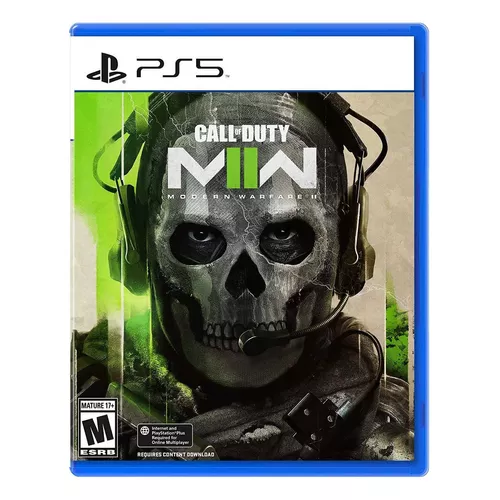 PS5
CALL OF DUTY
MWII
MODERN WARFARE II
MATURE 17+
M
ESRB
Internet and
PlayStation®Plus
Required for
Online Multiplayer
REQUIRES CONTENT DOWNLOAD